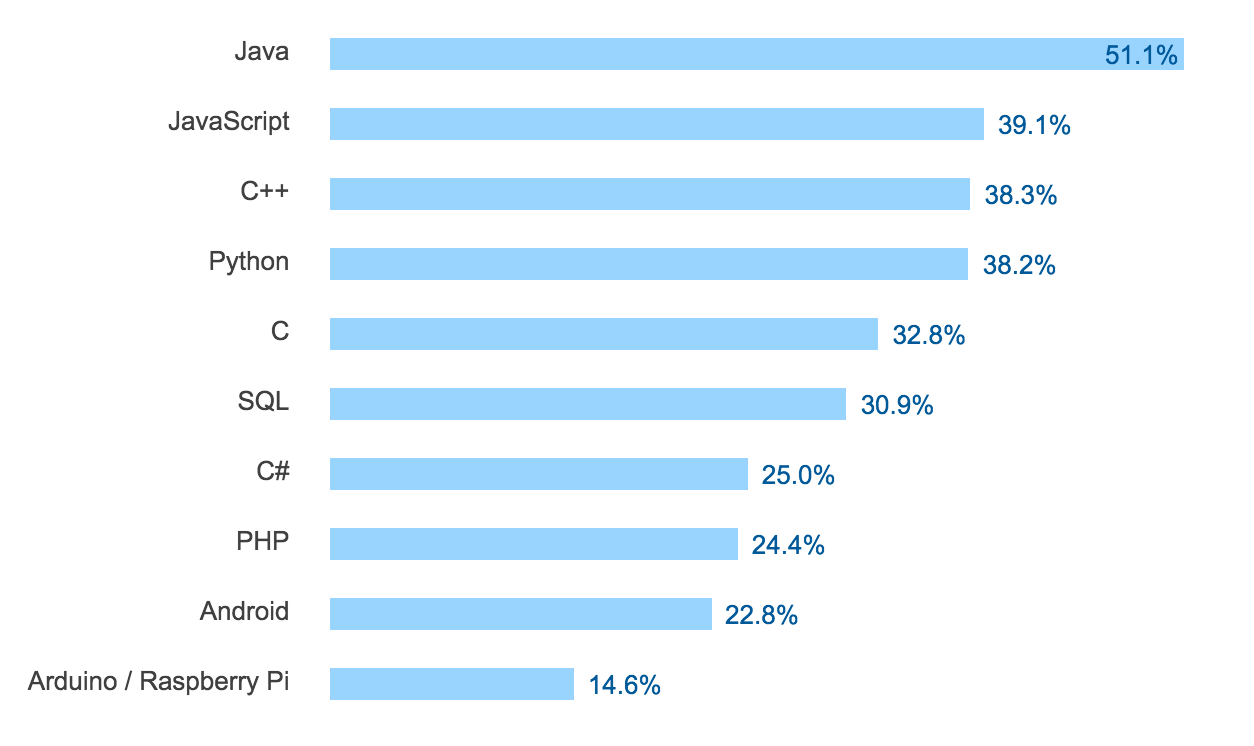 Java 51.1%
JavaScript 39.1%
C++ 38.3%
Python 38.2%
C 32.8%
SQL 30.9%
C# 25.0%
PHP 24.4%
Android 22.8%
Arduino / Raspberry Pi 14.6%